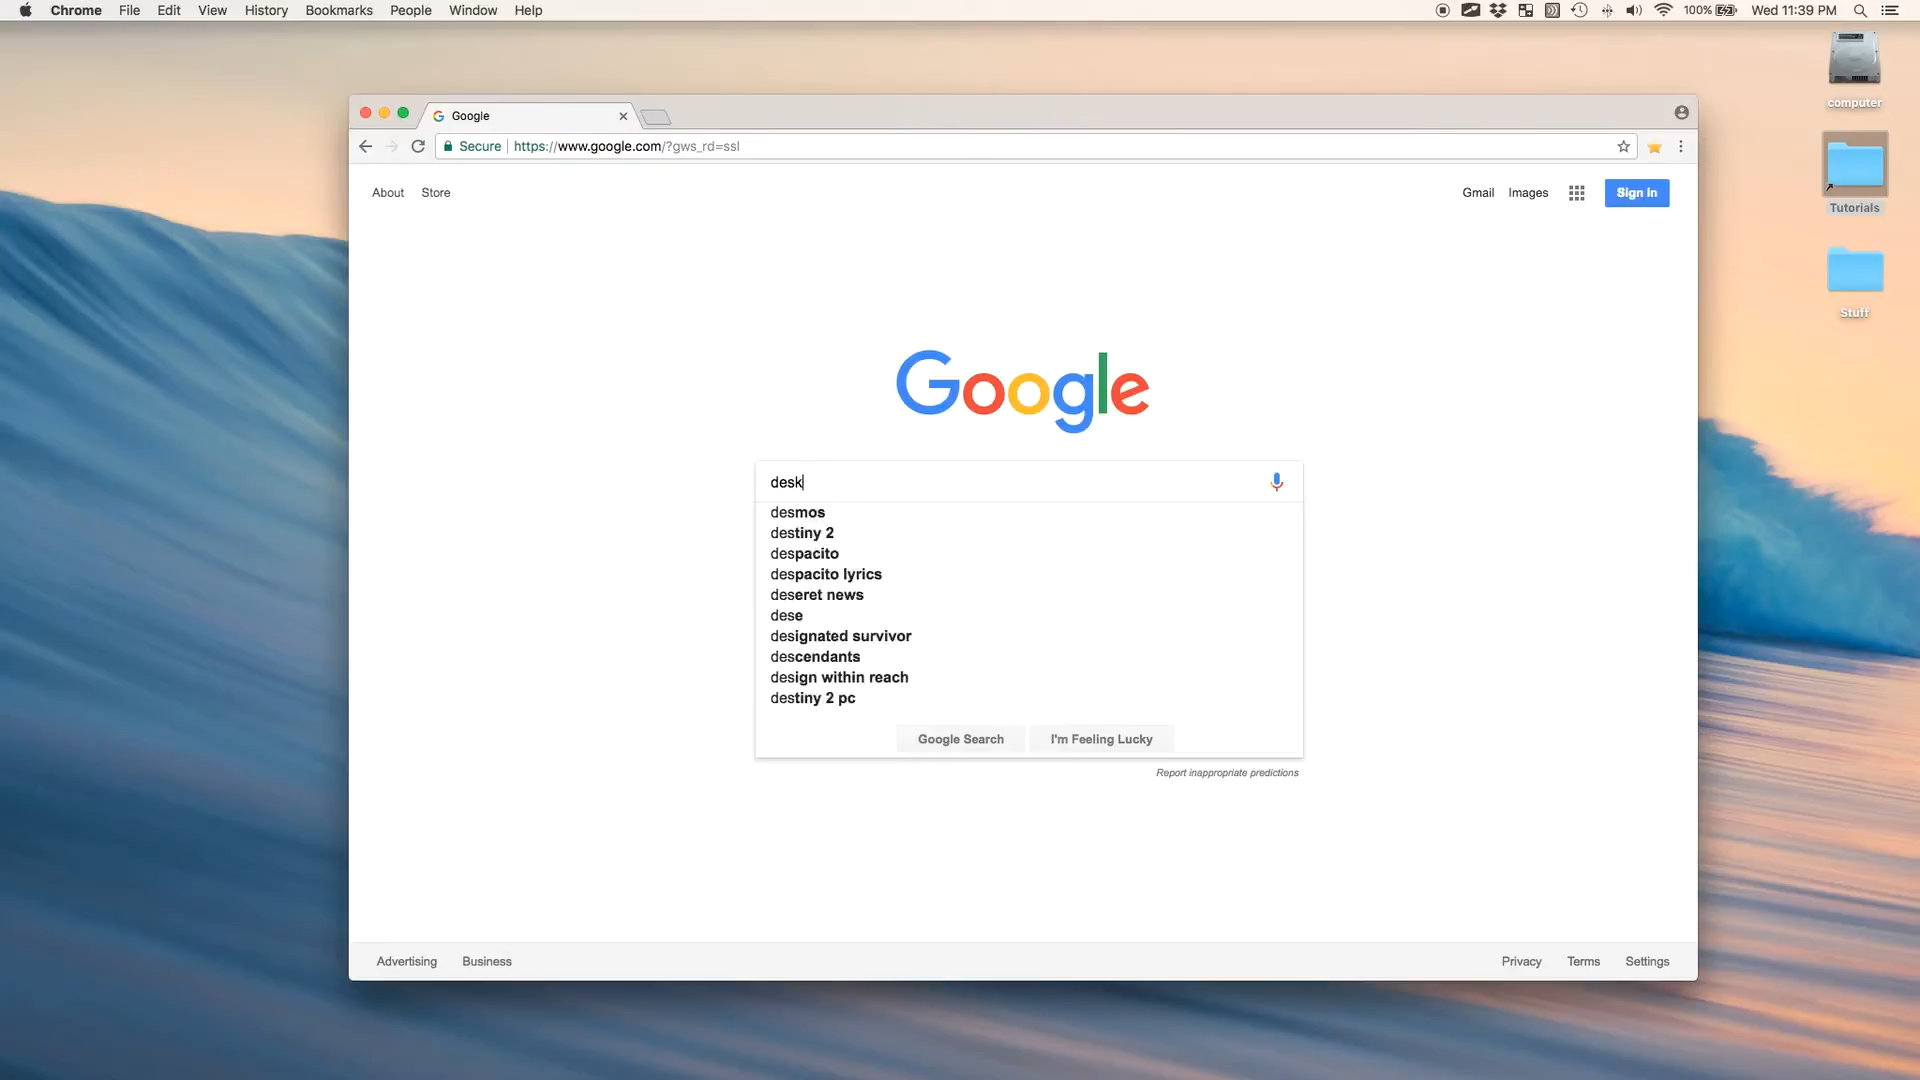 Chrome File Edit View History Bookmarks People Window Help
100% Wed 11:39 PM
computer
Tutorials
Stuff
Google
Secure https://www.google.com/?gws_rd=ssl
About Store
Gmail Images Sign In
Google
desk
desmos
destiny 2
despacito
despacito lyrics
deseret news
dese
designated survivor
descendants
design within reach
destiny 2 pc
Google Search I'm Feeling Lucky
Report inappropriate predictions
Advertising Business
Privacy Terms Settings